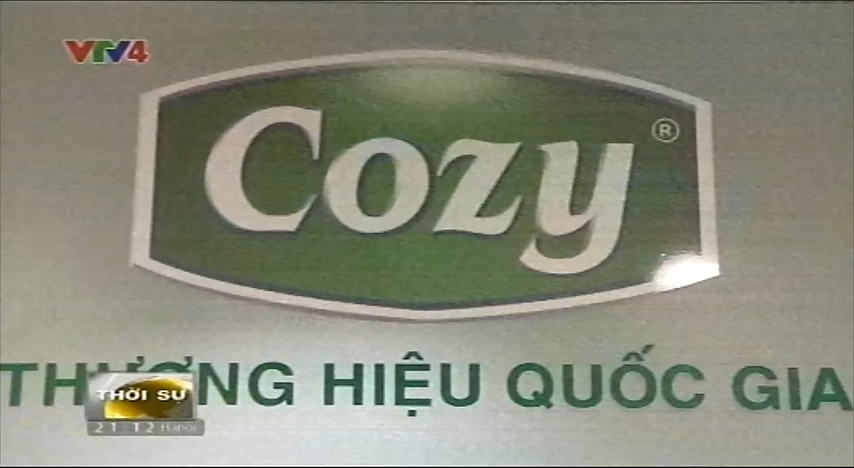 VTV4
Cozy®
THƯƠNG HIỆU QUỐC GIA
THỜI SỰ
21:12 Hanoi